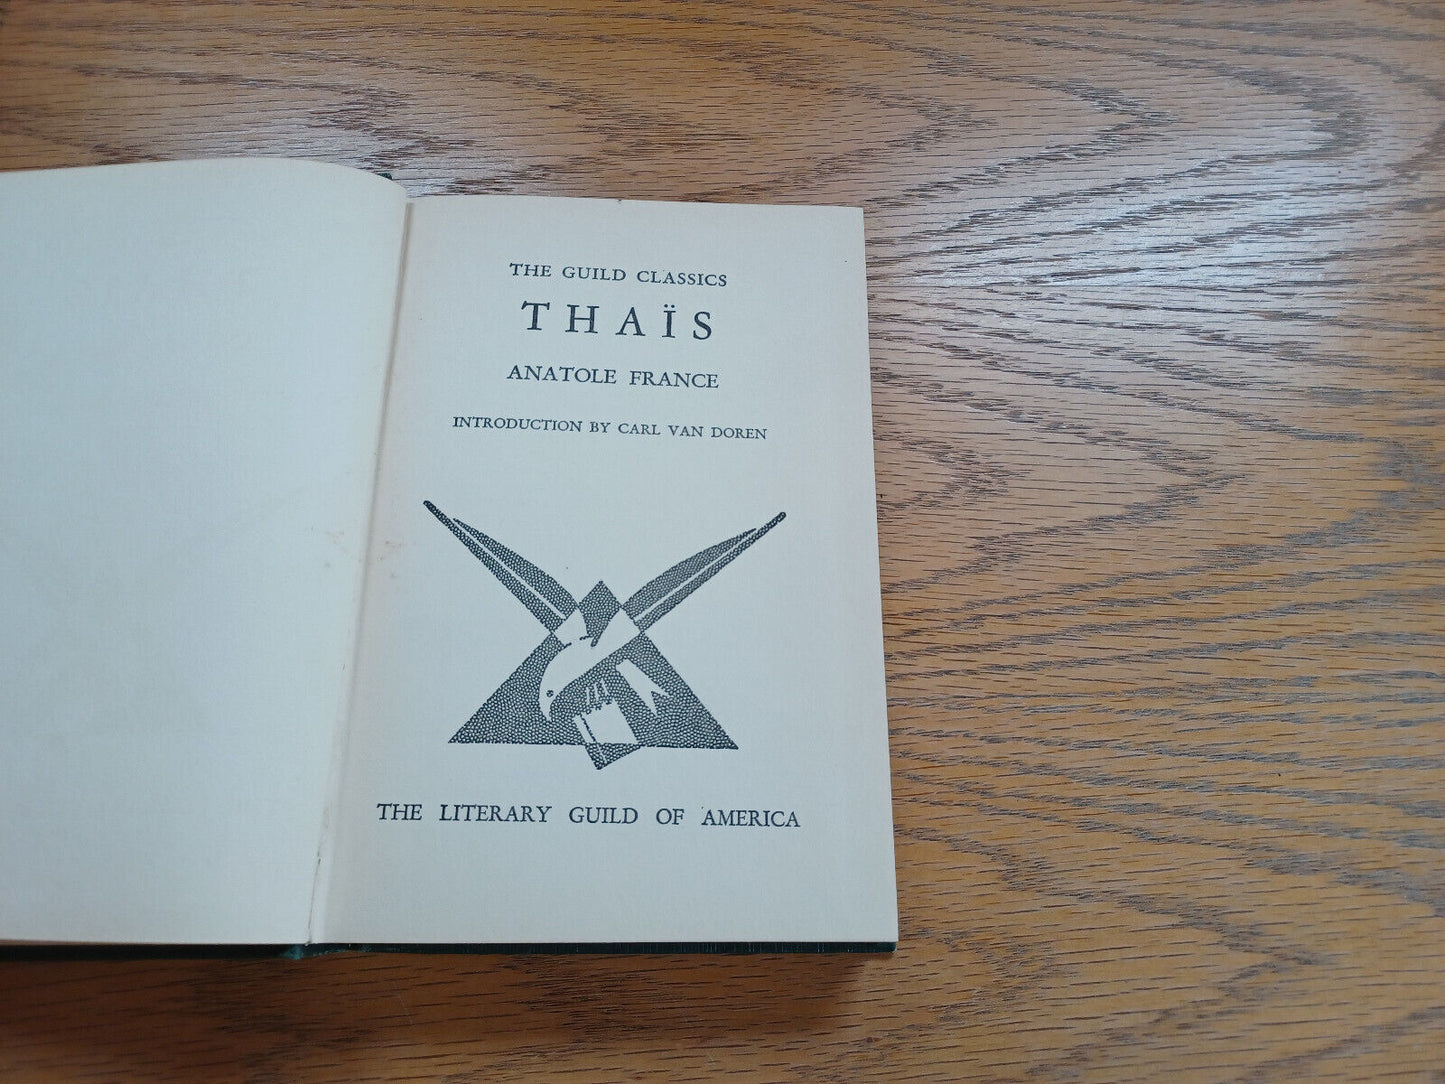 THE GUILD CLASSICS
THAÏS
ANATOLE FRANCE
INTRODUCTION BY CARL VAN DOREN
THE LITERARY GUILD OF AMERICA